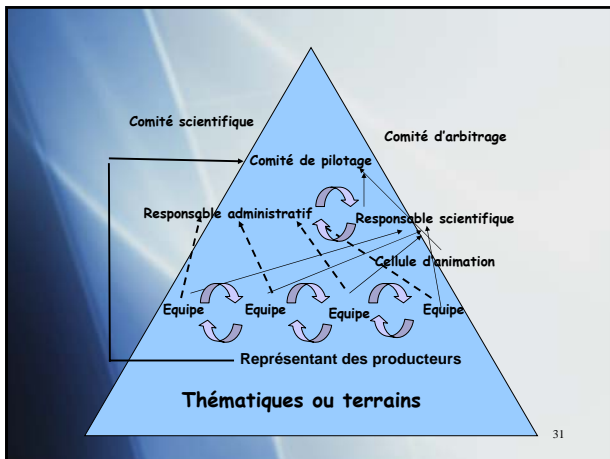 Comité scientifique
Comité d'arbitrage
Comité de pilotage
Responsable administratif
Responsable scientifique
Cellule d'animation
Equipe
Equipe
Equipe
Equipe
Représentant des producteurs
Thématiques ou terrains
31